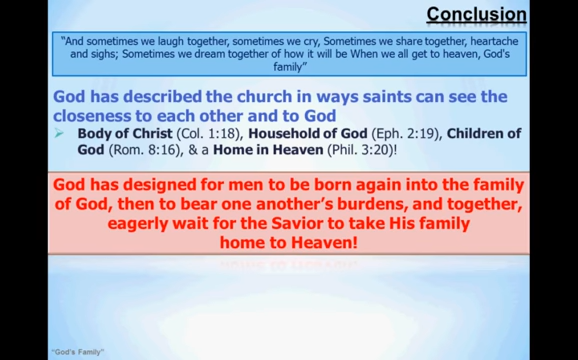 Conclusion
“And sometimes we laugh together, sometimes we cry, Sometimes we share together, heartache
and sighs; Sometimes we dream together of how it will be When we all get to heaven, God's
family”
God has described the church in ways saints can see the
closeness to each other and to God
➢ Body of Christ (Col. 1:18), Household of God (Eph. 2:19), Children of
God (Rom. 8:16), & a Home in Heaven (Phil. 3:20)!
God has designed for men to be born again into the family
of God, then to bear one another’s burdens, and together,
eagerly wait for the Savior to take His family
home to Heaven!
“God's Family”